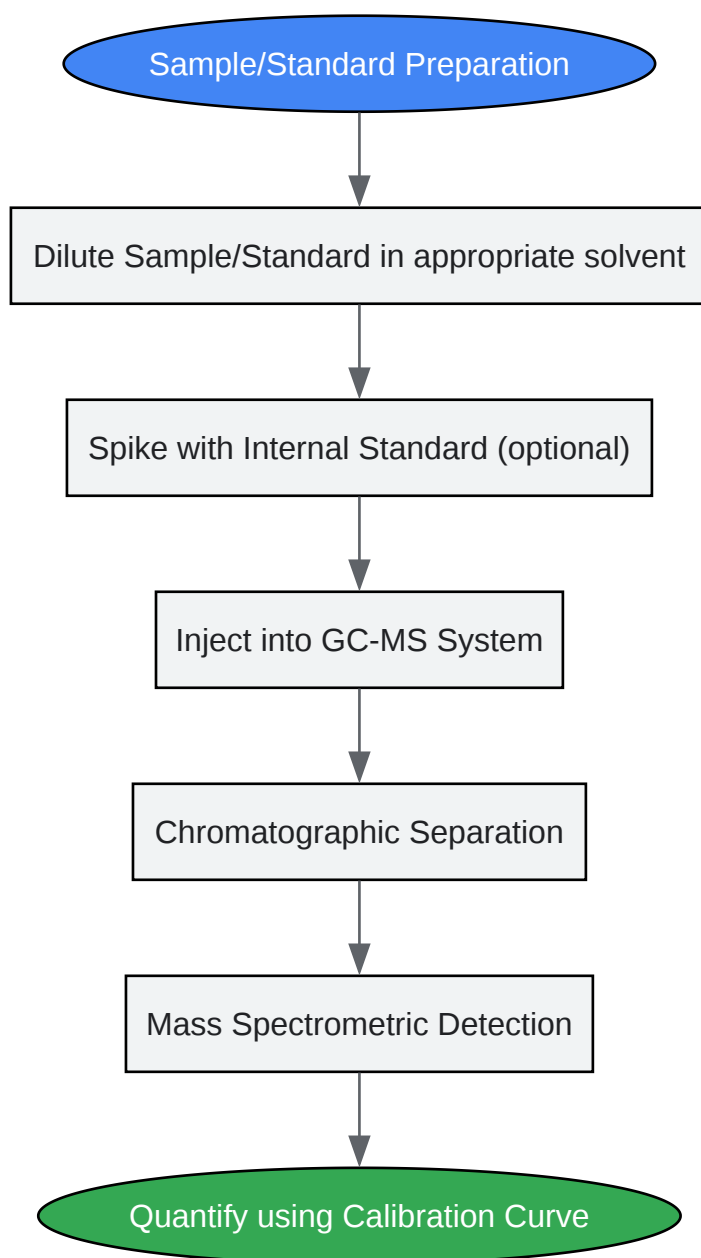 Sample/Standard Preparation
Dilute Sample/Standard in appropriate solvent
Spike with Internal Standard (optional)
Inject into GC-MS System
Chromatographic Separation
Mass Spectrometric Detection
Quantify using Calibration Curve